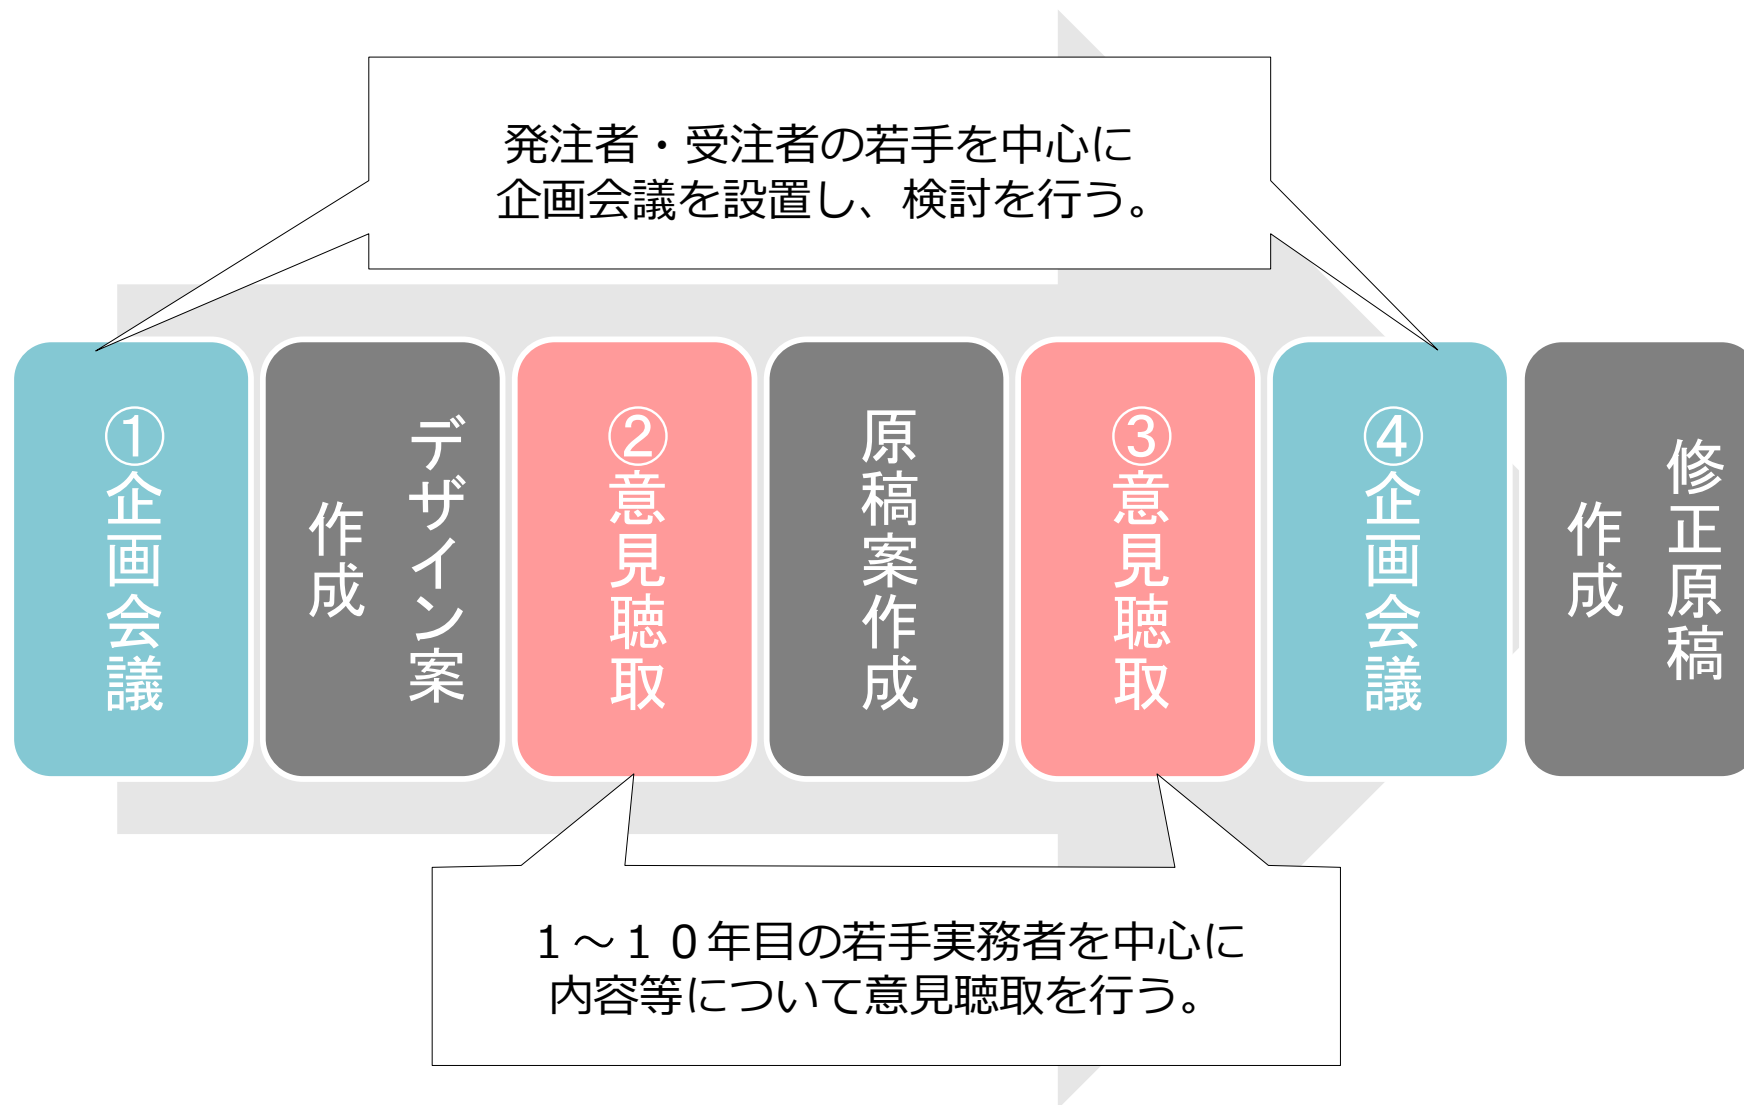 発注者・受注者の若手を中心に
企画会議を設置し、検討を行う。
①企画会議
デザイン案
作成
②意見聴取
原稿案作成
③意見聴取
④企画会議
修正原稿
作成
１～１０年目の若手実務者を中心に
内容等について意見聴取を行う。